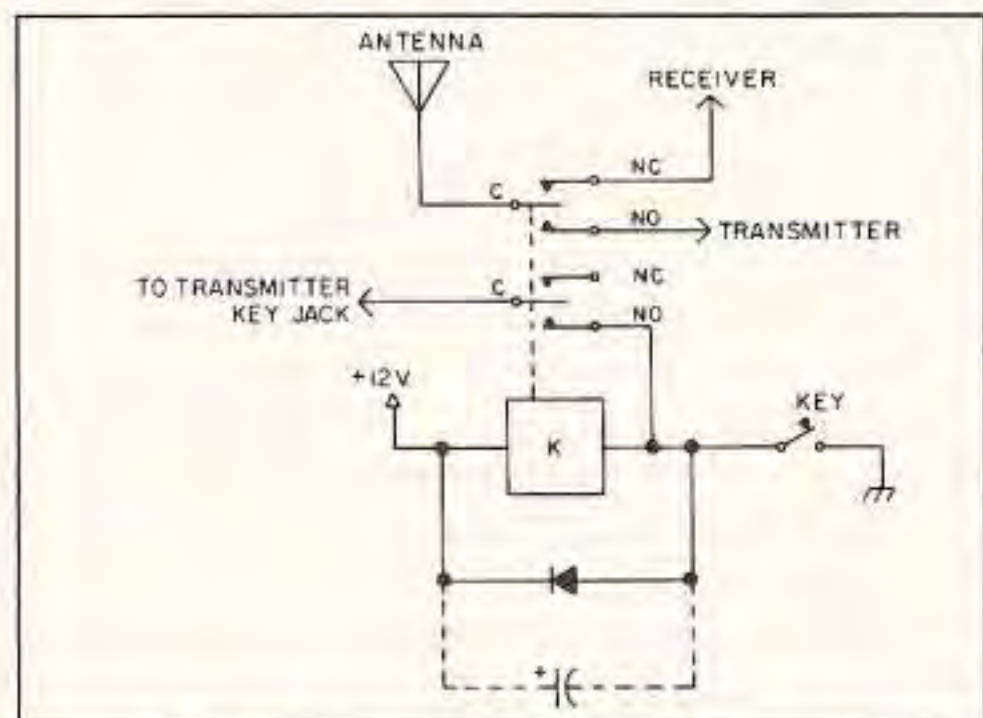 ANTENNA
RECEIVER
NC
C
NO
TRANSMITTER
NC
TO TRANSMITTER
KEY JACK
C
NO
+12V
KEY
K
+